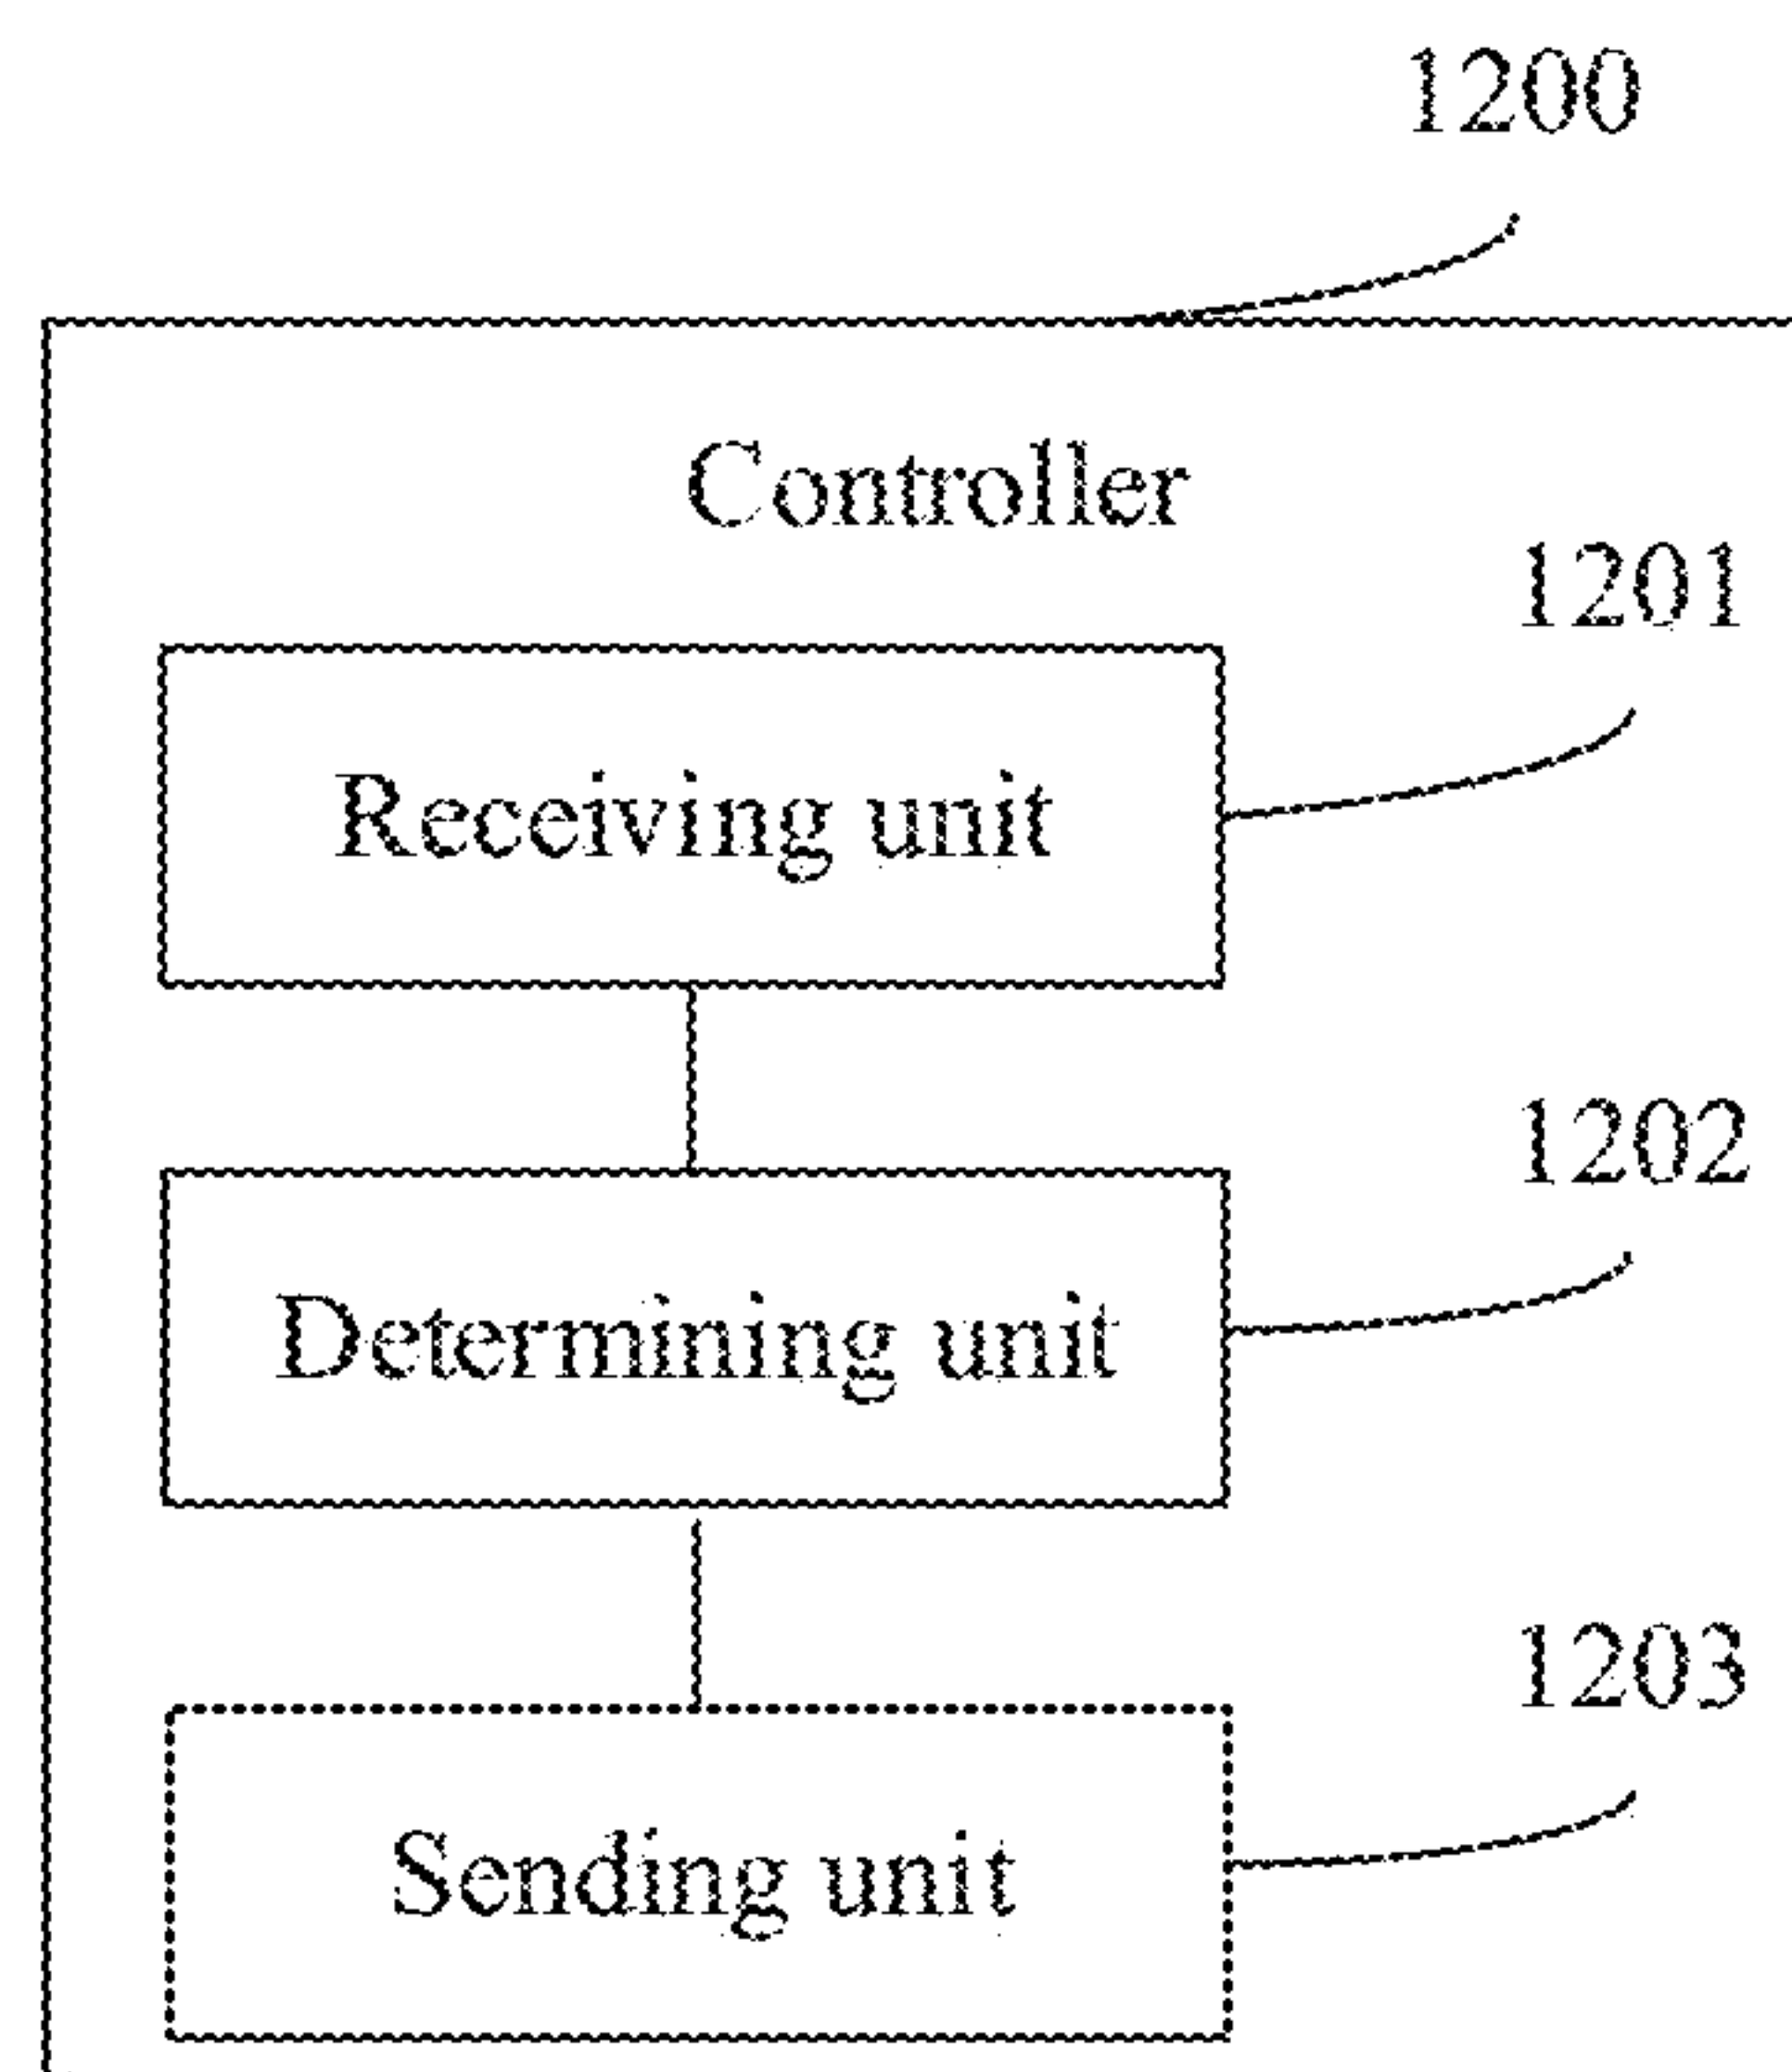 1200
Controller
1201
Receiving unit
1202
Determining unit
1203
Sending unit